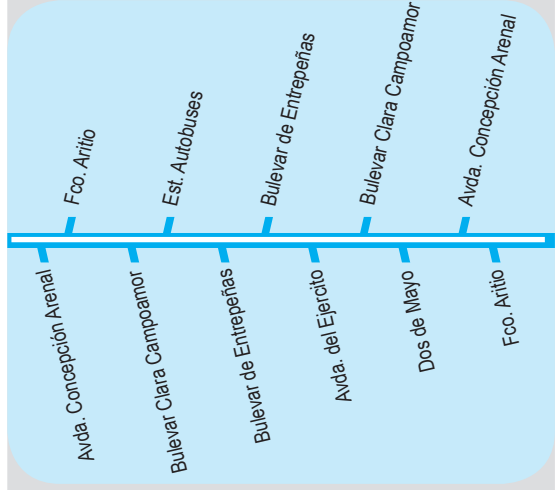 Fco. Aritio
Est. Autobuses
Bulevar de Entrepeñas
Bulevar Clara Campoamor
Avda. Concepción Arenal
Avda. Concepción Arenal
Bulevar Clara Campoamor
Bulevar de Entrepeñas
Avda. del Ejercito
Dos de Mayo
Fco. Aritio